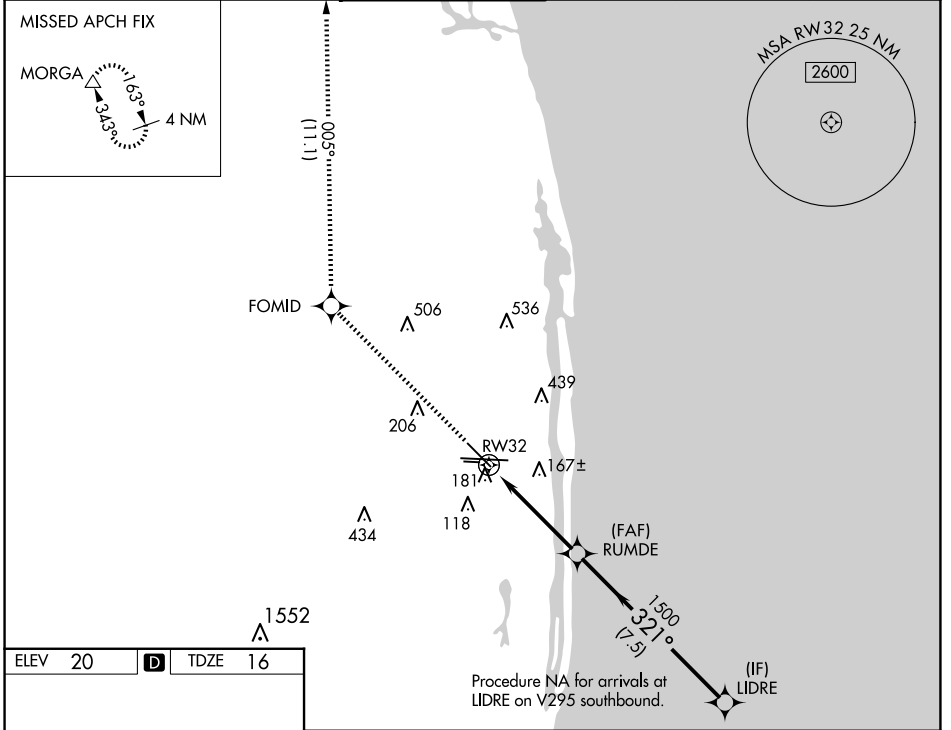 MISSED APCH FIX
MORGA
163°
343°
4 NM
005°
(11.1)
MSA RW32 25 NM
2600
FOMID
506
536
439
206
RW32
181
167±
118
434
(FAF)
RUMDE
1552
1500
321°
(7.5)
(IF)
LIDRE
Procedure NA for arrivals at
LIDRE on V295 southbound.
ELEV 20 D TDZE 16